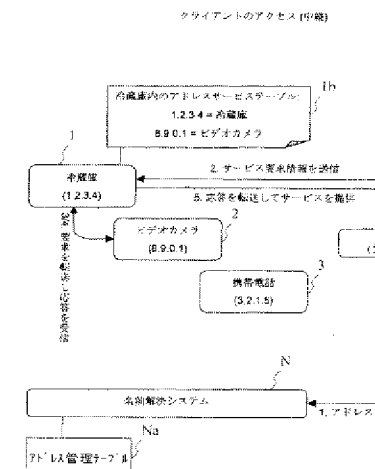 クライアントのアクセス (中継)
1b
冷蔵庫内のアドレスサービステーブル:
1.2.3.4 = 冷蔵庫
8.9.0.1 = ビデオカメラ
1
冷蔵庫
(1.2.3.4)
2. サービス要求情報を送信
5. 応答を転送してサービスを提供
2
ビデオカメラ
(8.9.0.1)
要求を転送し応答を受信
3
携帯電話
(3.2.1.5)
N
名前解決システム
1. アドレス
Na
アドレス管理テーブル